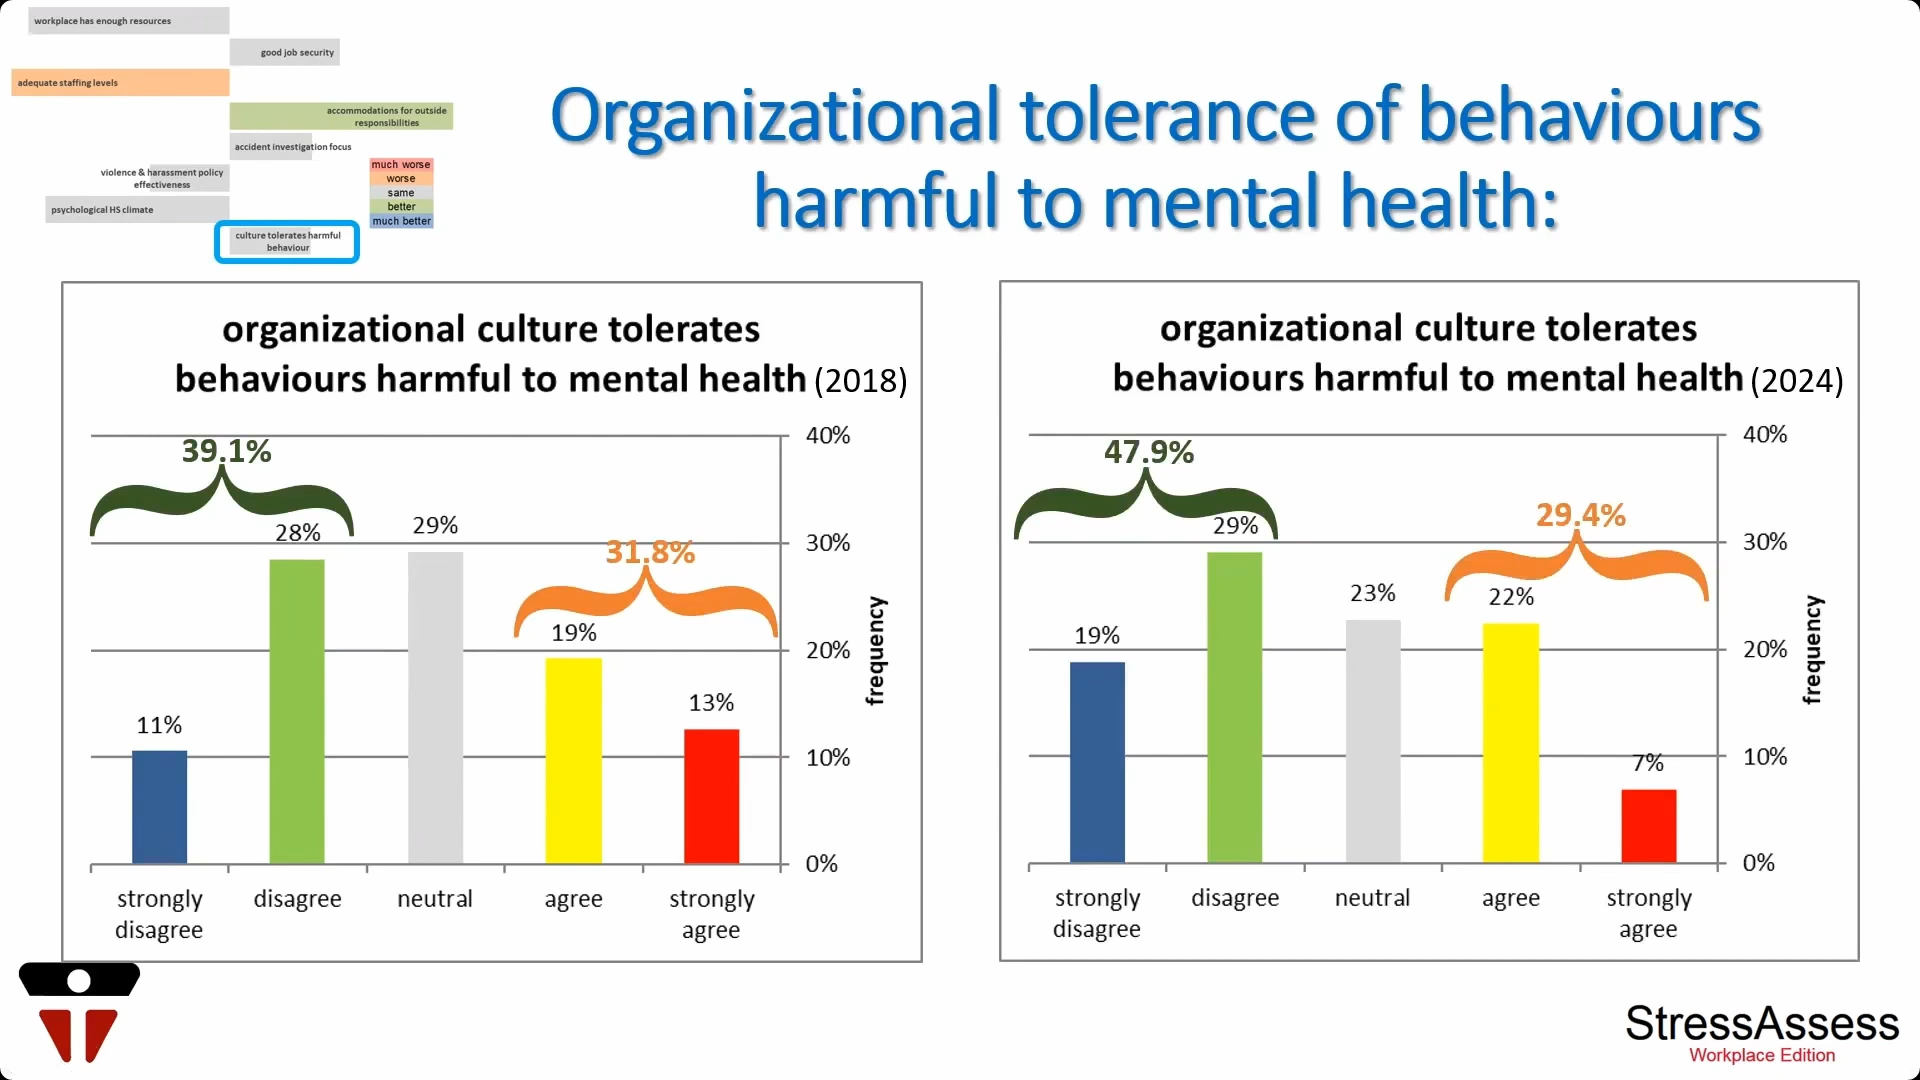 workplace has enough resources
good job security
adequate staffing levels
accommodations for outside
responsibilities
accident investigation focus
violence & harassment policy
effectiveness
psychological HS climate
culture tolerates harmful
behaviour
much worse
worse
same
better
much better
Organizational tolerance of behaviours
harmful to mental health:
organizational culture tolerates
behaviours harmful to mental health (2018)
39.1%
31.8%
11%
28%
29%
19%
13%
40%
30%
20%
10%
0%
frequency
strongly
disagree
disagree
neutral
agree
strongly
agree
organizational culture tolerates
behaviours harmful to mental health (2024)
47.9%
29.4%
19%
29%
23%
22%
7%
40%
30%
20%
10%
0%
frequency
strongly
disagree
disagree
neutral
agree
strongly
agree
StressAssess
Workplace Edition